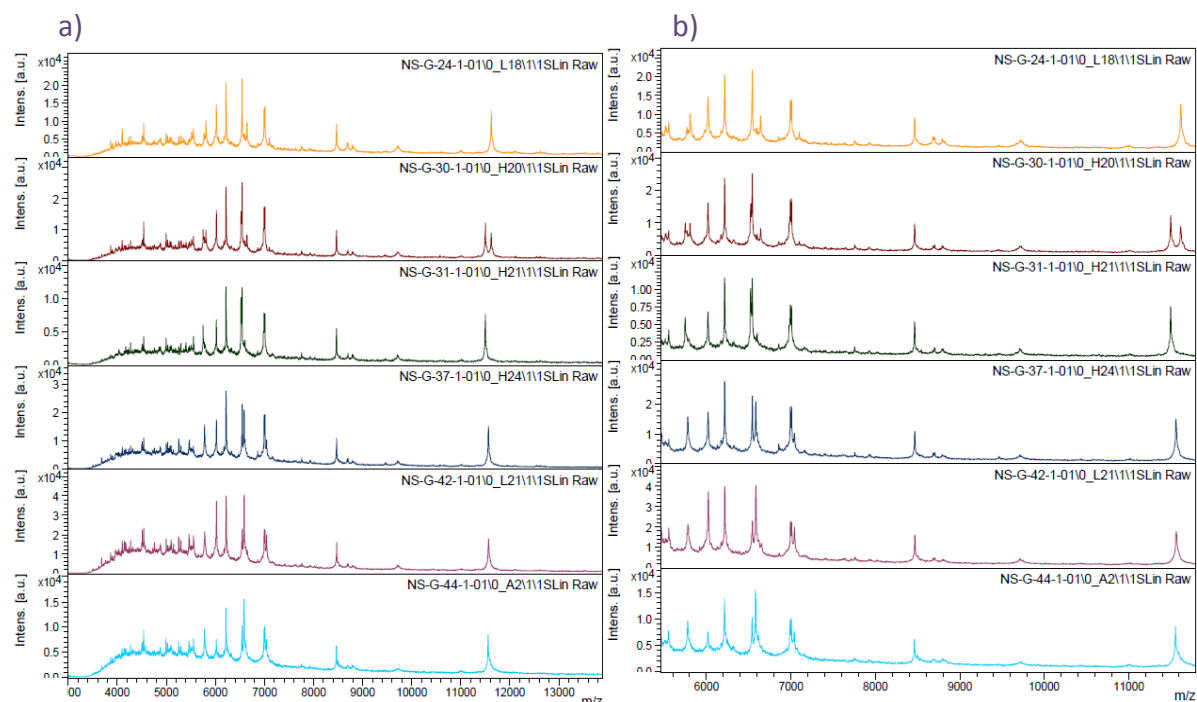 a)
Intens. [a.u.]
x10⁴
2.0
1.5
1.0
0.5
0.0
NS-G-24-1-01\0_L18\1\1SLin Raw
Intens. [a.u.]
x10⁴
2
1
NS-G-30-1-01\0_H20\1\1SLin Raw
Intens. [a.u.]
x10⁴
1.0
0.5
0.0
NS-G-31-1-01\0_H21\1\1SLin Raw
Intens. [a.u.]
x10⁴
3
2
1
NS-G-37-1-01\0_H24\1\1SLin Raw
Intens. [a.u.]
x10⁴
4
3
2
1
0
NS-G-42-1-01\0_L21\1\1SLin Raw
Intens. [a.u.]
x10⁴
1.5
1.0
0.5
0.0
NS-G-44-1-01\0_A2\1\1SLin Raw
00 4000 5000 6000 7000 8000 9000 10000 11000 12000 13000
m/z
b)
Intens. [a.u.]
x10⁴
2.0
1.5
1.0
0.5
0.0
NS-G-24-1-01\0_L18\1\1SLin Raw
Intens. [a.u.]
x10⁴
2
1
0
NS-G-30-1-01\0_H20\1\1SLin Raw
Intens. [a.u.]
x10⁴
1.00
0.75
0.50
0.25
0.00
NS-G-31-1-01\0_H21\1\1SLin Raw
Intens. [a.u.]
x10⁴
2
1
0
NS-G-37-1-01\0_H24\1\1SLin Raw
Intens. [a.u.]
x10⁴
4
3
2
1
0
NS-G-42-1-01\0_L21\1\1SLin Raw
Intens. [a.u.]
x10⁴
1.5
1.0
0.5
0.0
NS-G-44-1-01\0_A2\1\1SLin Raw
6000 7000 8000 9000 10000 11000
m/z